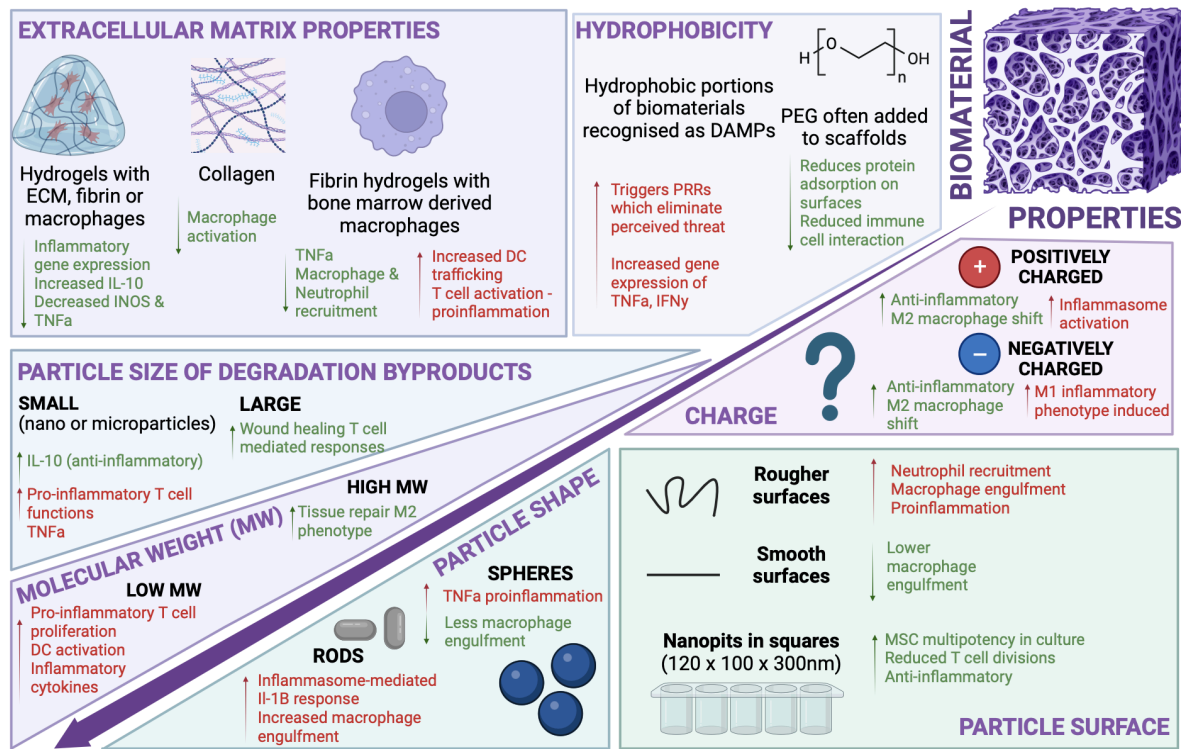 EXTRACELLULAR MATRIX PROPERTIES
Hydrogels with
ECM, fibrin or
macrophages
Inflammatory
gene expression
Increased IL-10
Decreased INOS &
TNFa
Collagen
Macrophage
activation
Fibrin hydrogels with
bone marrow derived
macrophages
TNFa
Macrophage &
Neutrophil
recruitment
Increased DC
trafficking
T cell activation -
proinflammation
HYDROPHOBICITY
Hydrophobic portions
of biomaterials
recognised as DAMPs
Triggers PRRs
which eliminate
perceived threat
Increased gene
expression of
TNFa, IFNy
H O OH
n
PEG often added
to scaffolds
Reduces protein
adsorption on
surfaces
Reduced immune
cell interaction
BIOMATERIAL
PROPERTIES
+
POSITIVELY
CHARGED
Anti-inflammatory
M2 macrophage shift
Inflammasome
activation
−
NEGATIVELY
CHARGED
Anti-inflammatory
M2 macrophage
shift
M1 inflammatory
phenotype induced
?
CHARGE
PARTICLE SIZE OF DEGRADATION BYPRODUCTS
SMALL
(nano or microparticles)
IL-10 (anti-inflammatory)
Pro-inflammatory T cell
functions
TNFa
LARGE
Wound healing T cell
mediated responses
MOLECULAR WEIGHT (MW)
HIGH MW
Tissue repair M2
phenotype
LOW MW
Pro-inflammatory T cell
proliferation
DC activation
Inflammatory
cytokines
PARTICLE SHAPE
SPHERES
TNFa proinflammation
Less macrophage
engulfment
RODS
Inflammasome-mediated
Il-1B response
Increased macrophage
engulfment
Rougher
surfaces
Neutrophil recruitment
Macrophage engulfment
Proinflammation
Smooth
surfaces
Lower
macrophage
engulfment
Nanopits in squares
(120 x 100 x 300nm)
MSC multipotency in culture
Reduced T cell divisions
Anti-inflammatory
PARTICLE SURFACE